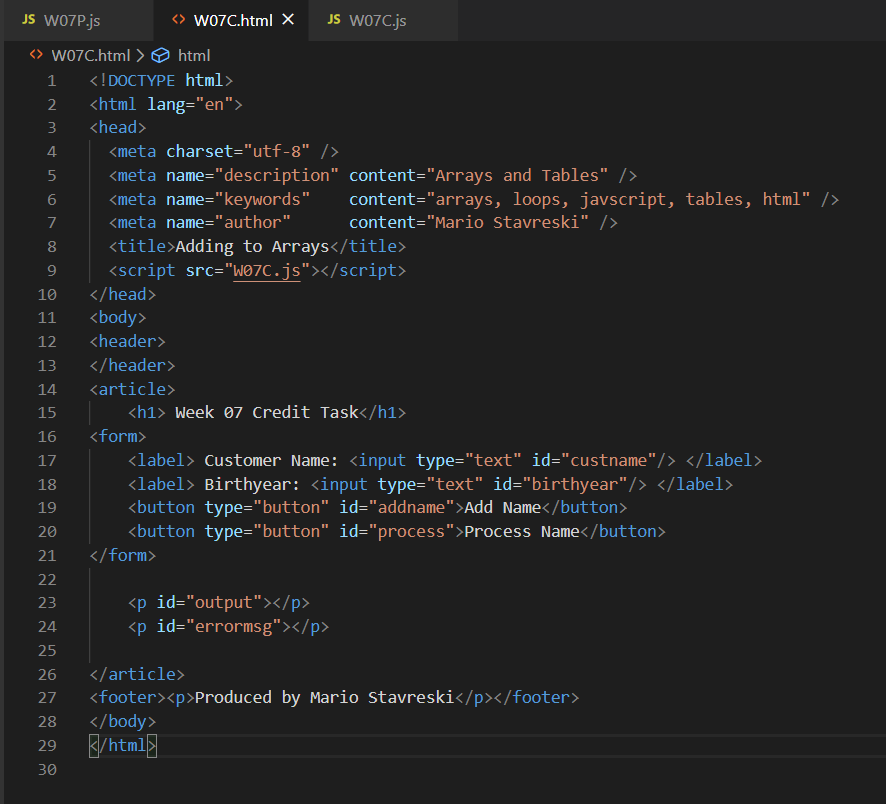 JS W07P.js <> W07C.html × JS W07C.js
<> W07C.html > html
1 <!DOCTYPE html>
2 <html lang="en">
3 <head>
4 <meta charset="utf-8" />
5 <meta name="description" content="Arrays and Tables" />
6 <meta name="keywords" content="arrays, loops, javscript, tables, html" />
7 <meta name="author" content="Mario Stavreski" />
8 <title>Adding to Arrays</title>
9 <script src="W07C.js"></script>
10 </head>
11 <body>
12 <header>
13 </header>
14 <article>
15 <h1> Week 07 Credit Task</h1>
16 <form>
17 <label> Customer Name: <input type="text" id="custname"/> </label>
18 <label> Birthyear: <input type="text" id="birthyear"/> </label>
19 <button type="button" id="addname">Add Name</button>
20 <button type="button" id="process">Process Name</button>
21 </form>
22
23 <p id="output"></p>
24 <p id="errormsg"></p>
25
26 </article>
27 <footer><p>Produced by Mario Stavreski</p></footer>
28 </body>
29 </html>
30